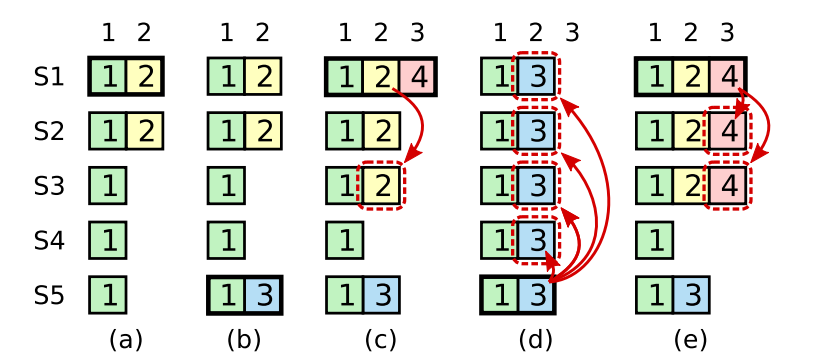 1 2 1 2 1 2 3 1 2 3 1 2 3
S1 1 2 1 2 1 2 4 1 3 1 2 4
S2 1 2 1 2 1 2 1 3 1 2 4
S3 1 1 1 2 1 3 1 2 4
S4 1 1 1 1 3 1
S5 1 1 3 1 3 1 3 1 3
(a) (b) (c) (d) (e)